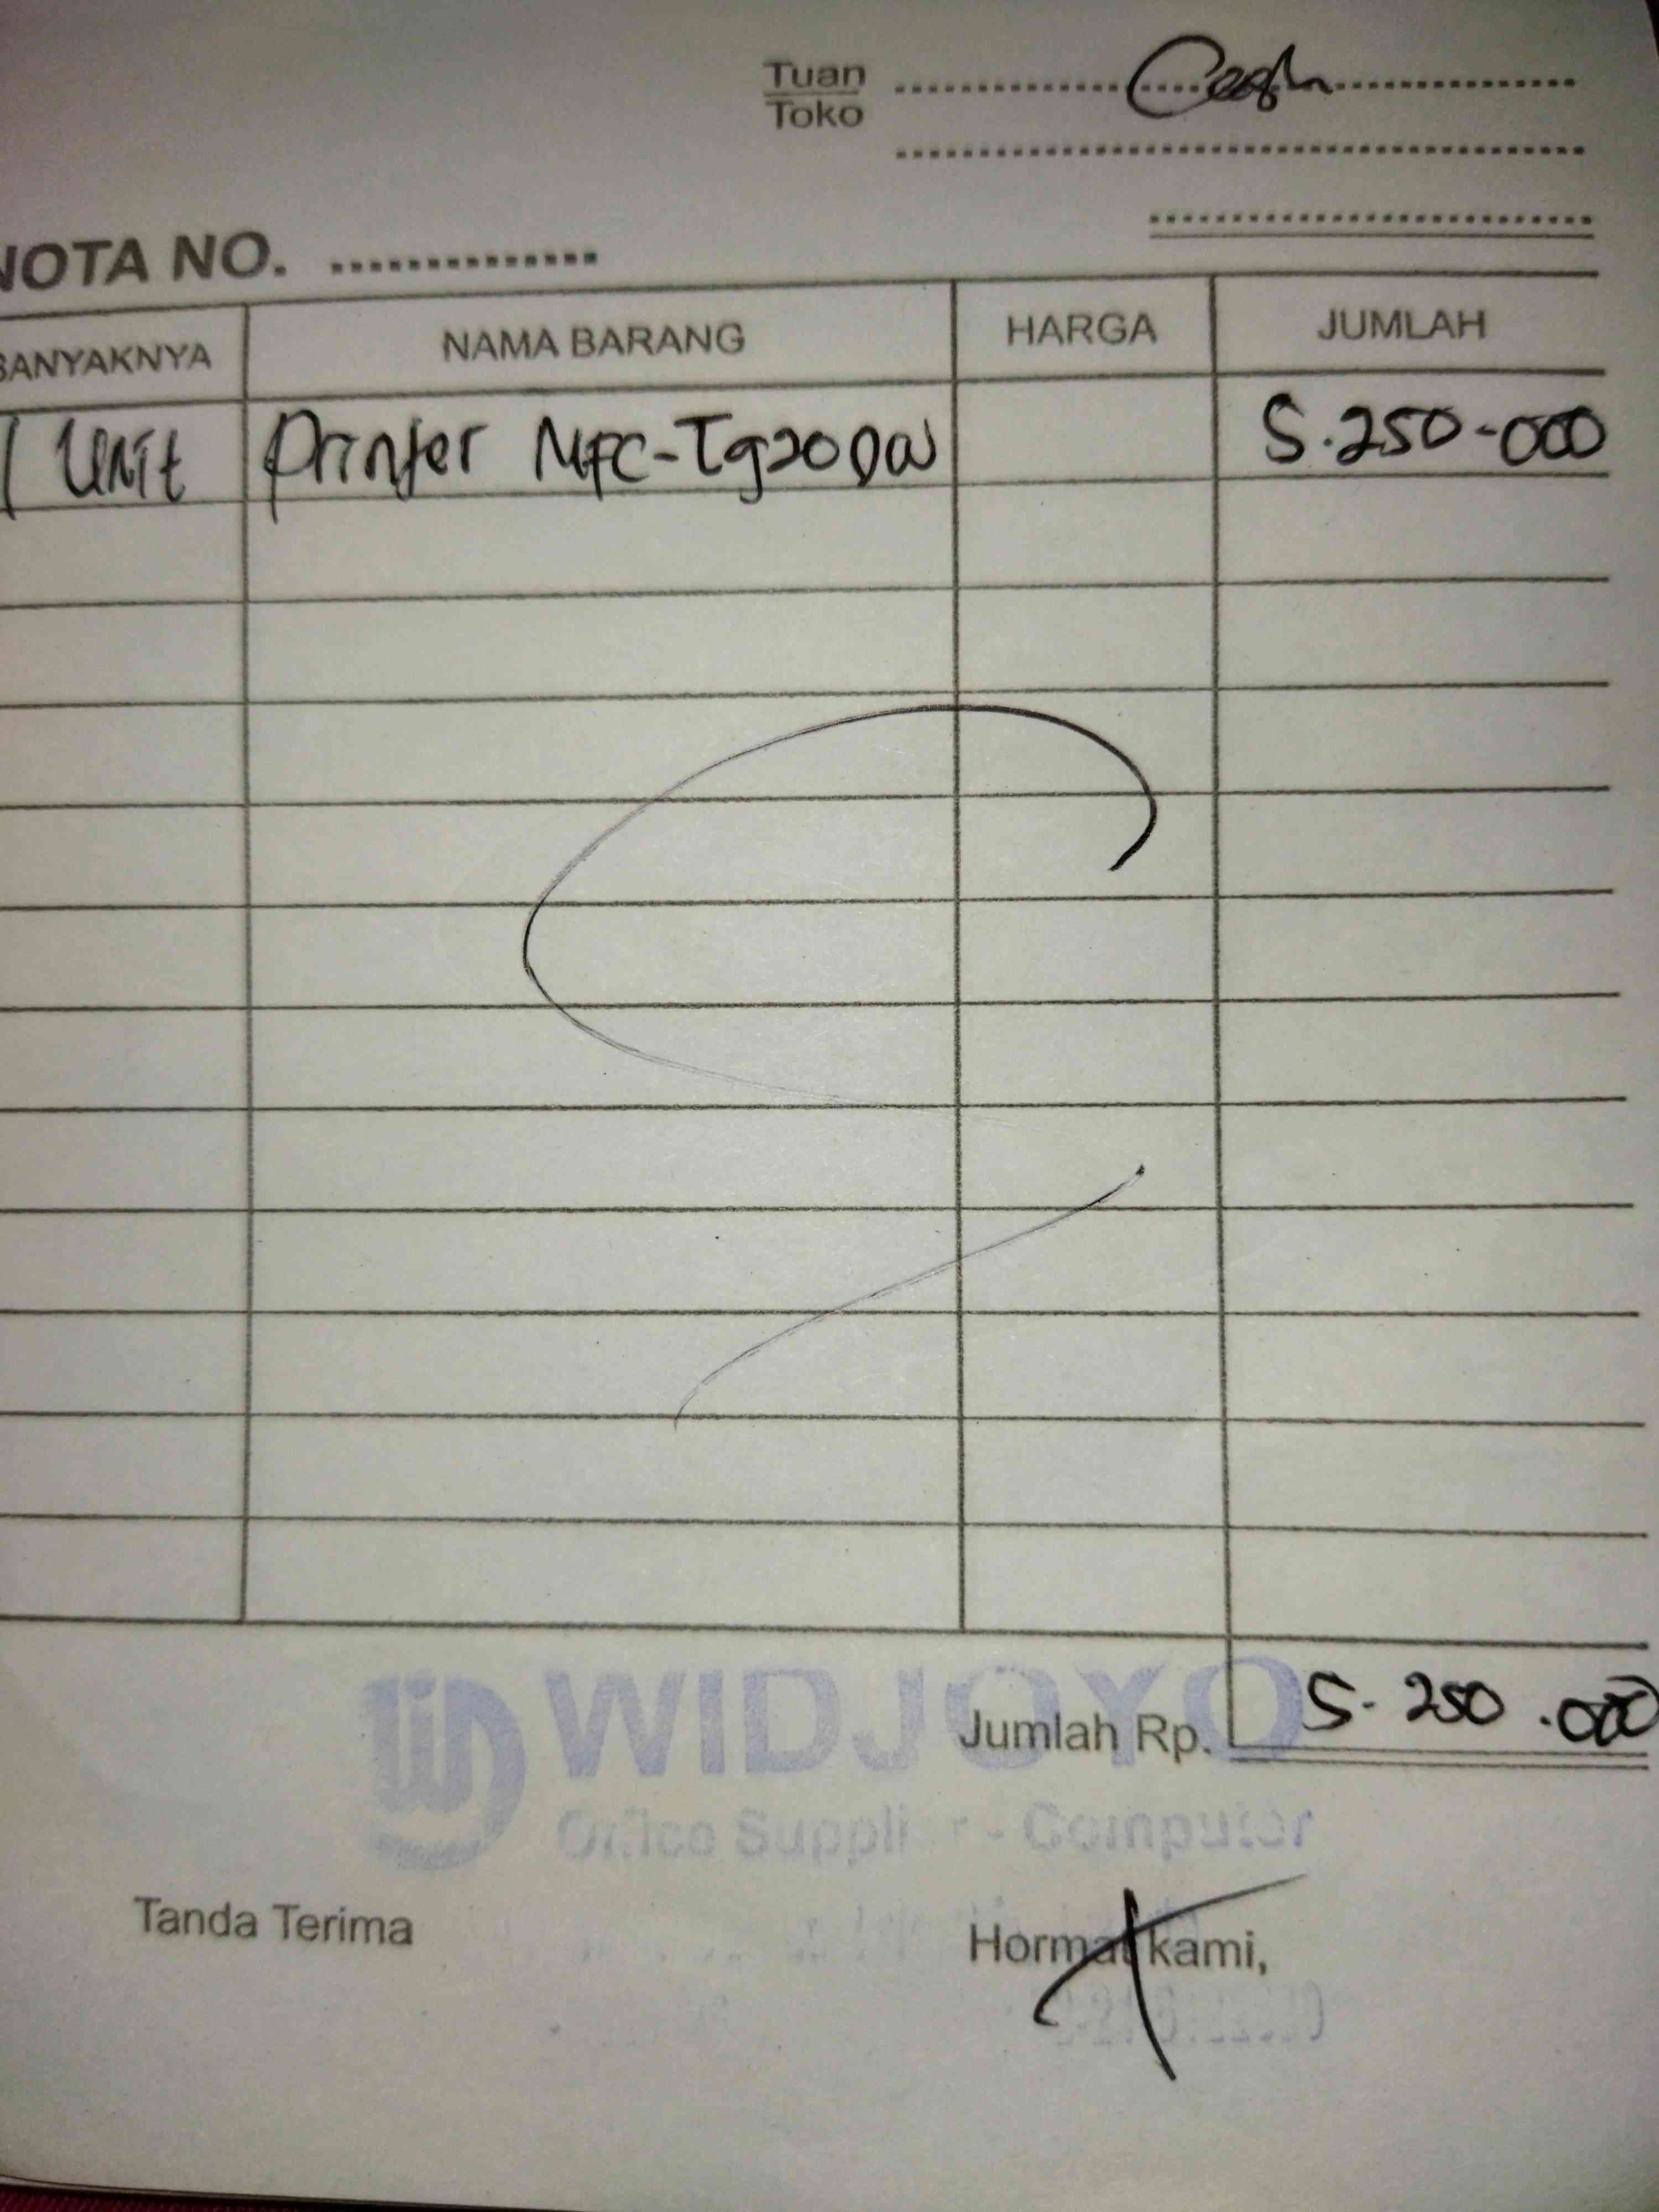 Tuan Cash
Toko
NOTA NO.
BANYAKNYA NAMA BARANG HARGA JUMLAH
1 Unit Printer MFC-T920DW 5.250.000
Jumlah Rp. 5.250.000
WIDJOYO
Office Supplier - Computer
Tanda Terima Hormat kami,